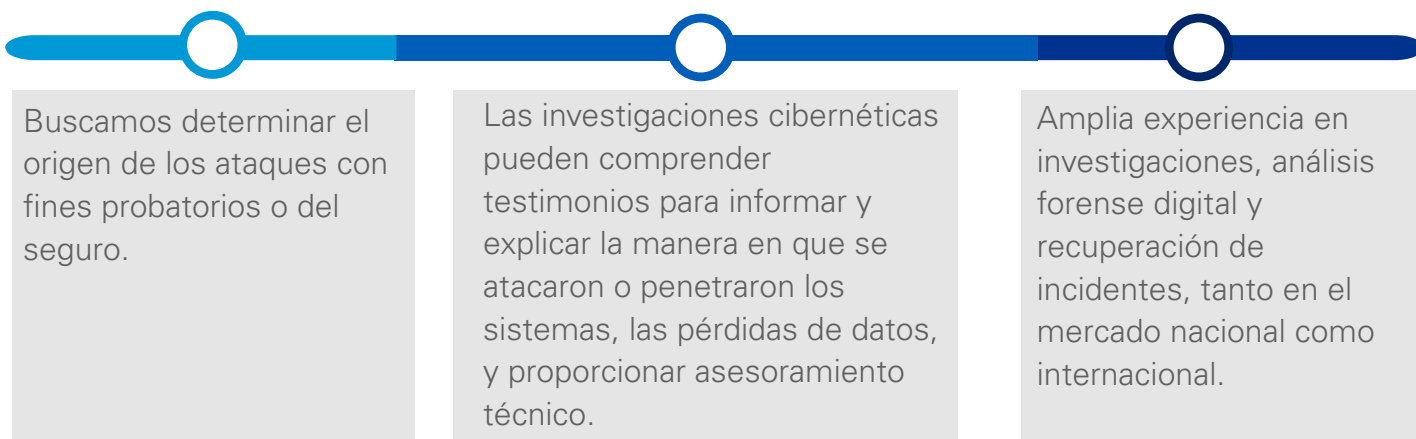 Buscamos determinar el
origen de los ataques con
fines probatorios o del
seguro.
Las investigaciones cibernéticas
pueden comprender
testimonios para informar y
explicar la manera en que se
atacaron o penetraron los
sistemas, las pérdidas de datos,
y proporcionar asesoramiento
técnico.
Amplia experiencia en
investigaciones, análisis
forense digital y
recuperación de
incidentes, tanto en el
mercado nacional como
internacional.